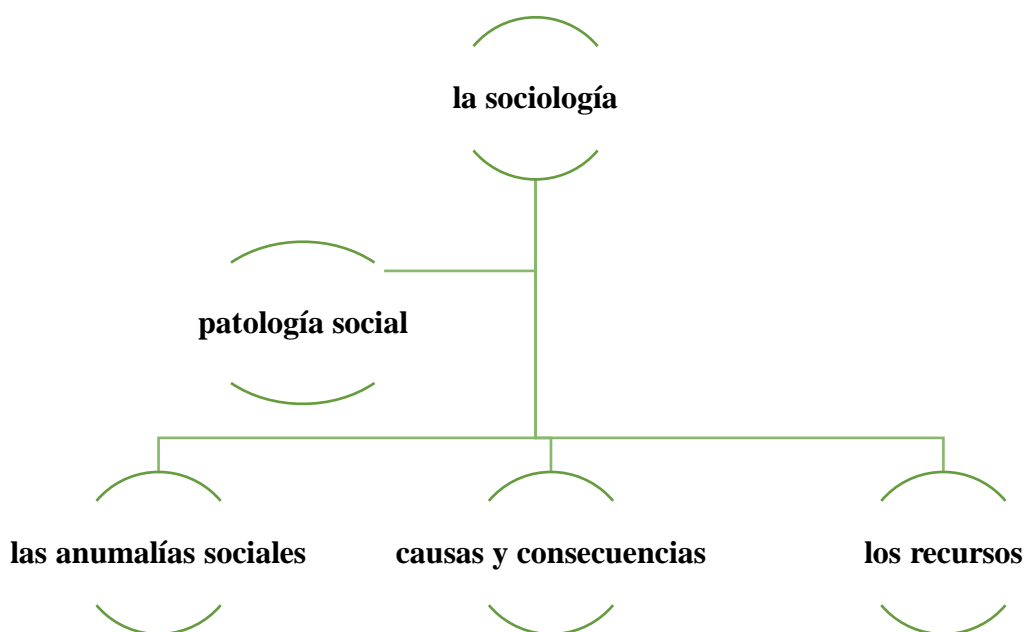 la sociología
patología social
las anumalías sociales
causas y consecuencias
los recursos